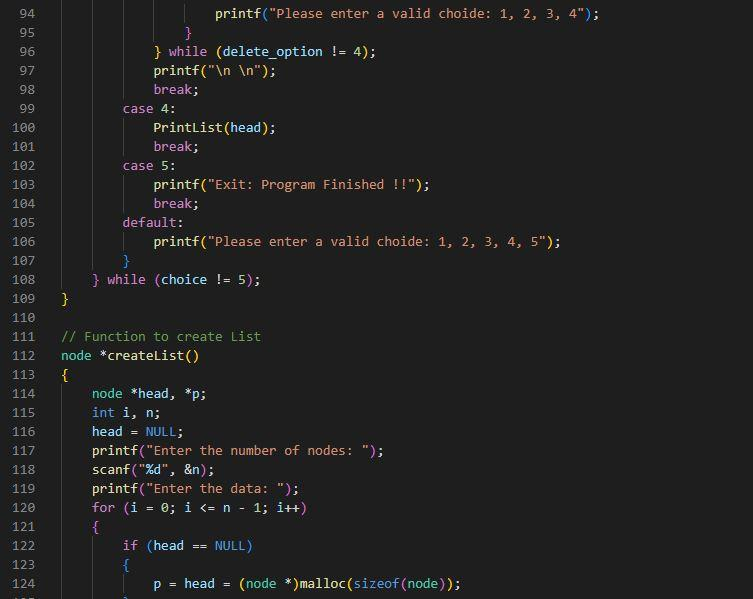 94 printf("Please enter a valid choide: 1, 2, 3, 4");
95 }
96 } while (delete_option != 4);
97 printf("\n \n");
98 break;
99 case 4:
100 PrintList(head);
101 break;
102 case 5:
103 printf("Exit: Program Finished !!");
104 break;
105 default:
106 printf("Please enter a valid choide: 1, 2, 3, 4, 5");
107 }
108 } while (choice != 5);
109 }
110
111 // Function to create List
112 node *createList()
113 {
114 node *head, *p;
115 int i, n;
116 head = NULL;
117 printf("Enter the number of nodes: ");
118 scanf("%d", &n);
119 printf("Enter the data: ");
120 for (i = 0; i <= n - 1; i++)
121 {
122 if (head == NULL)
123 {
124 p = head = (node *)malloc(sizeof(node));